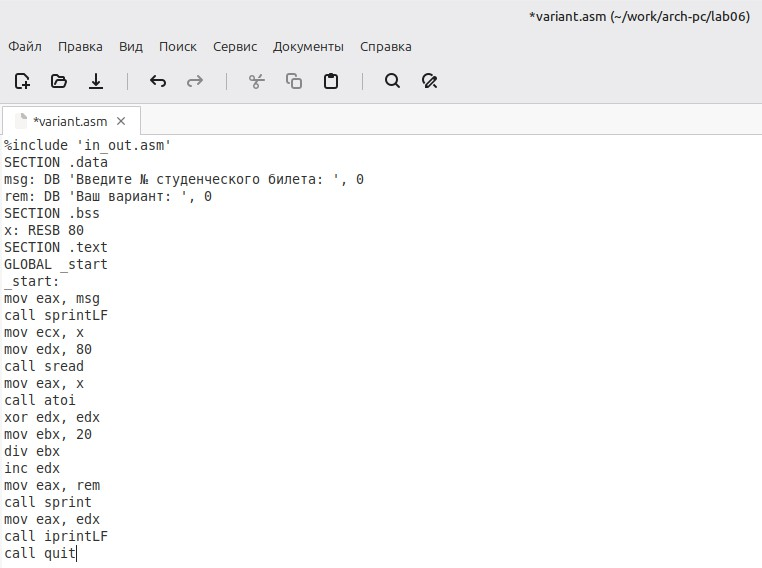 *variant.asm (~/work/arch-pc/lab06)
Файл Правка Вид Поиск Сервис Документы Справка
*variant.asm
%include 'in_out.asm'
SECTION .data
msg: DB 'Введите № студенческого билета: ', 0
rem: DB 'Ваш вариант: ', 0
SECTION .bss
x: RESB 80
SECTION .text
GLOBAL _start
_start:
mov eax, msg
call sprintLF
mov ecx, x
mov edx, 80
call sread
mov eax, x
call atoi
xor edx, edx
mov ebx, 20
div ebx
inc edx
mov eax, rem
call sprint
mov eax, edx
call iprintLF
call quit